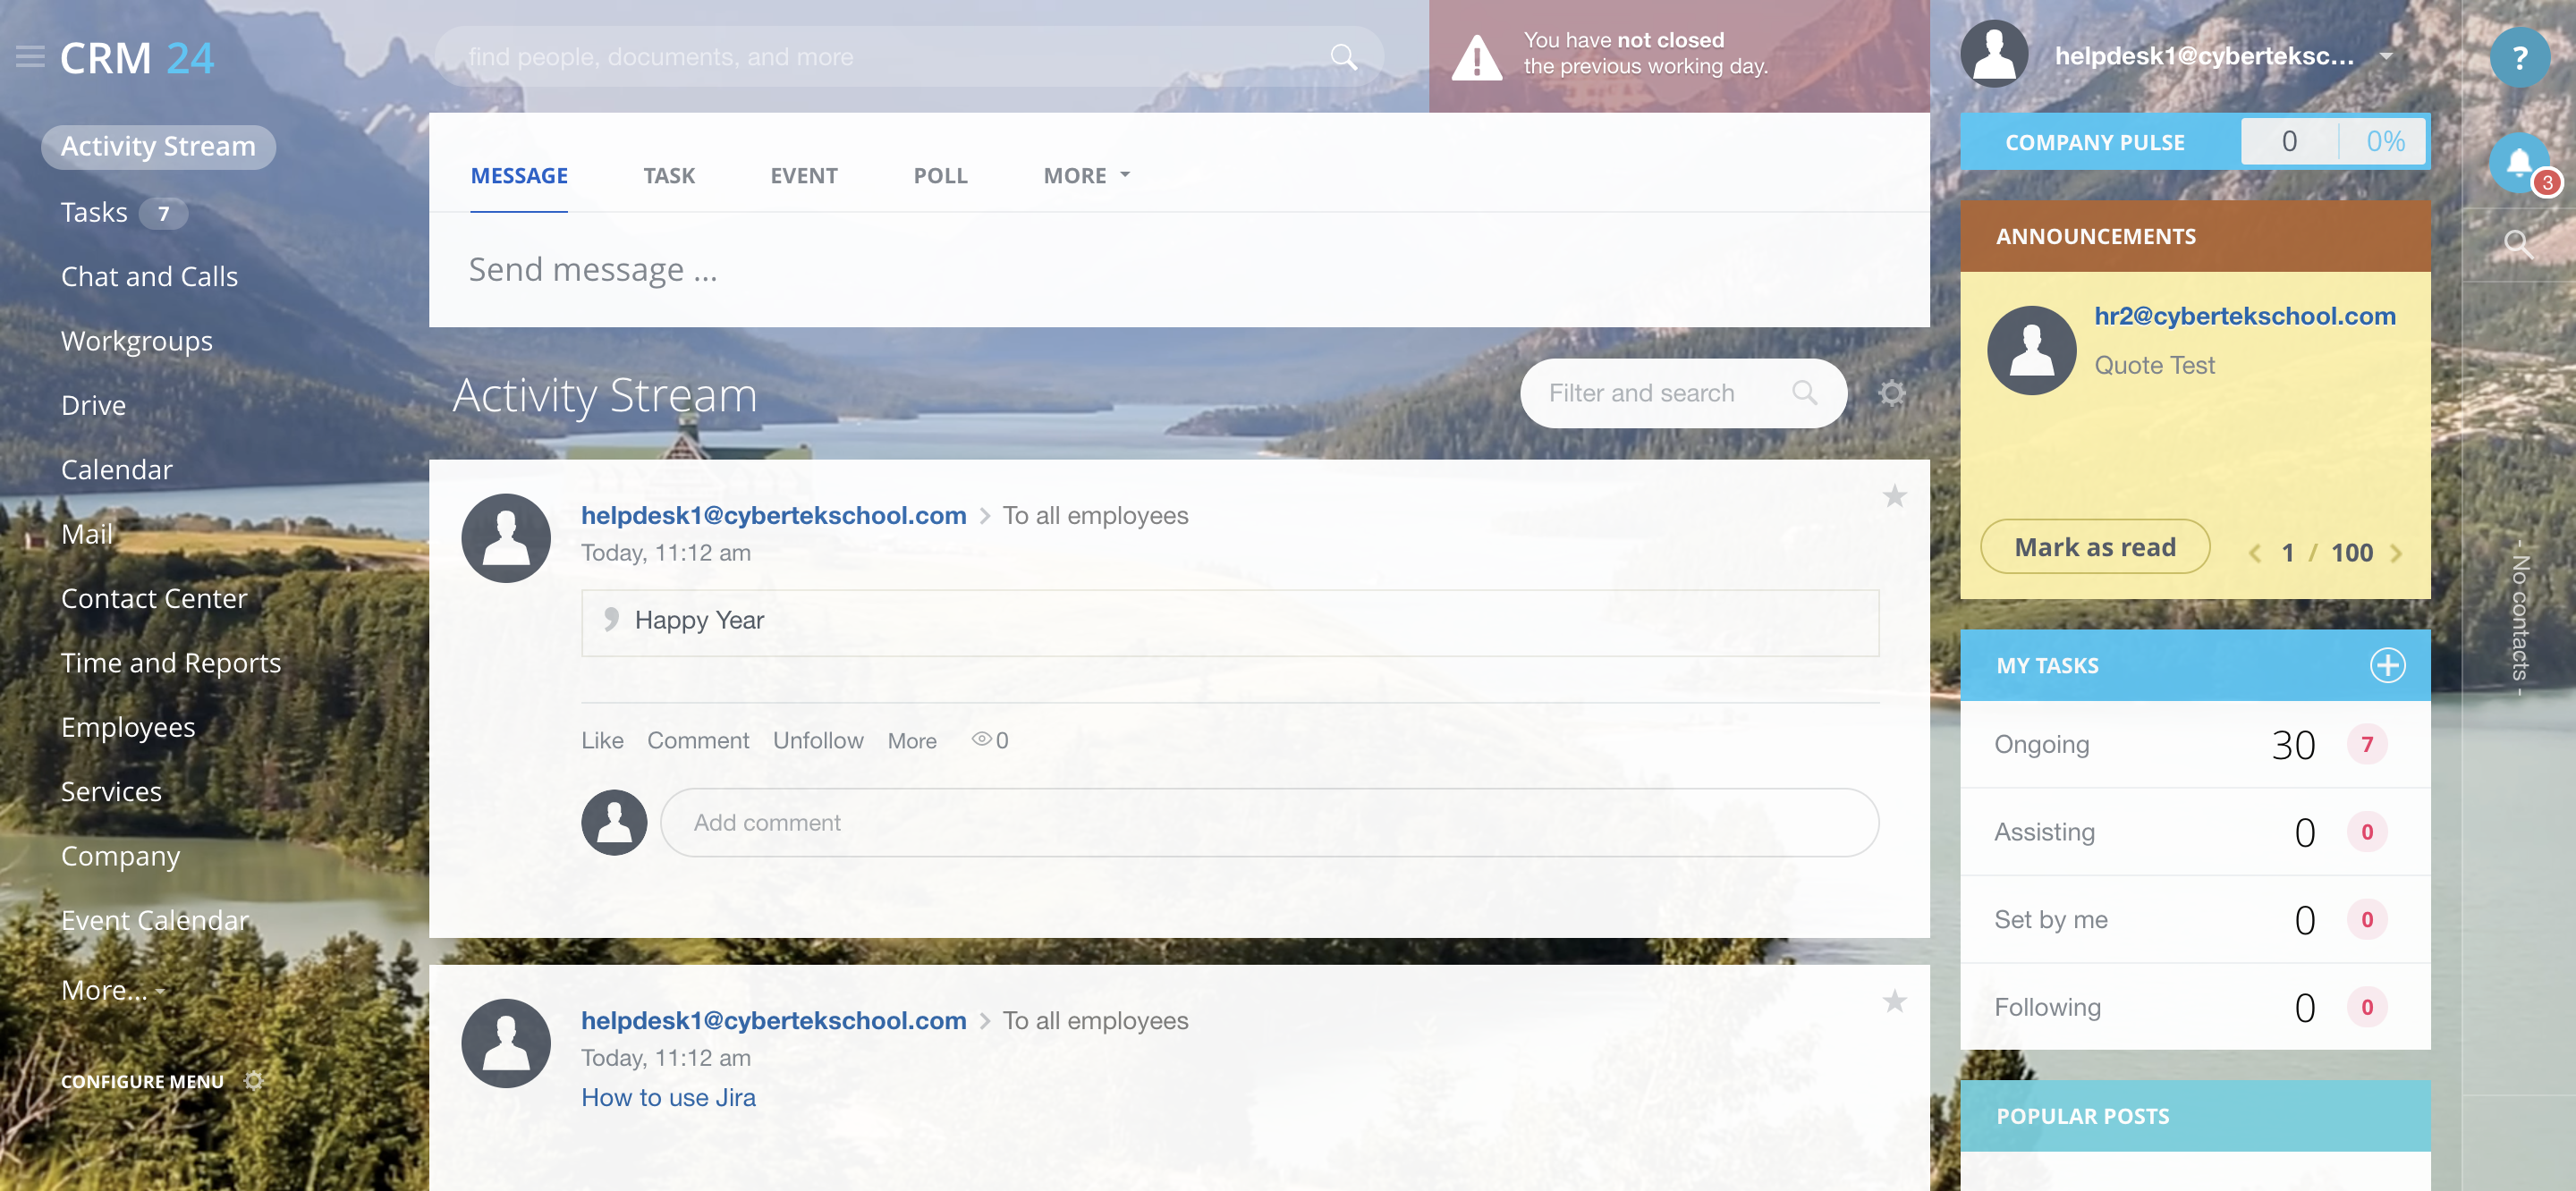 CRM 24
find people, documents, and more
You have not closed
the previous working day.
helpdesk1@cyberteksc...
?
Activity Stream
Tasks 7
Chat and Calls
Workgroups
Drive
Calendar
Mail
Contact Center
Time and Reports
Employees
Services
Company
Event Calendar
More...
CONFIGURE MENU
MESSAGE TASK EVENT POLL MORE
Send message ...
Activity Stream
Filter and search
helpdesk1@cybertekschool.com > To all employees
Today, 11:12 am
Happy Year
Like Comment Unfollow More 0
Add comment
helpdesk1@cybertekschool.com > To all employees
Today, 11:12 am
How to use Jira
COMPANY PULSE 0 0%
ANNOUNCEMENTS
hr2@cybertekschool.com
Quote Test
Mark as read < 1 / 100 >
MY TASKS
Ongoing 30 7
Assisting 0 0
Set by me 0 0
Following 0 0
POPULAR POSTS
3
- No contacts -